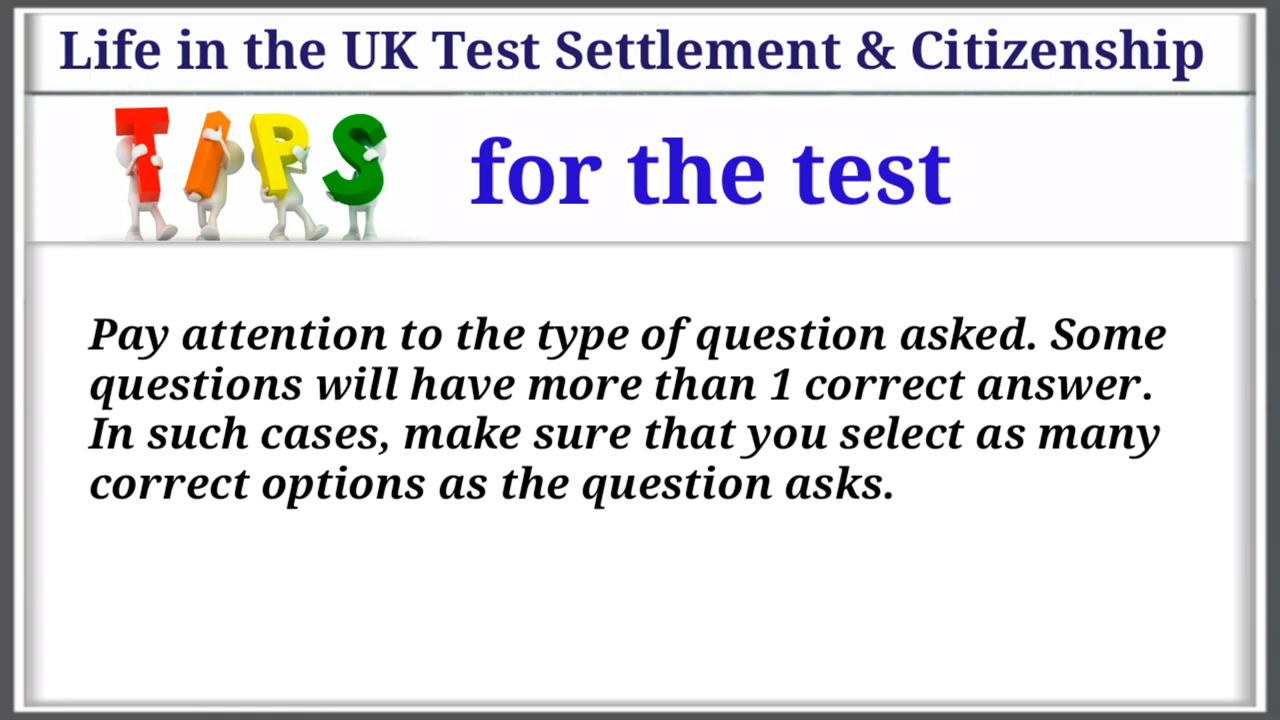 Life in the UK Test Settlement & Citizenship
TIPS for the test
Pay attention to the type of question asked. Some
questions will have more than 1 correct answer.
In such cases, make sure that you select as many
correct options as the question asks.